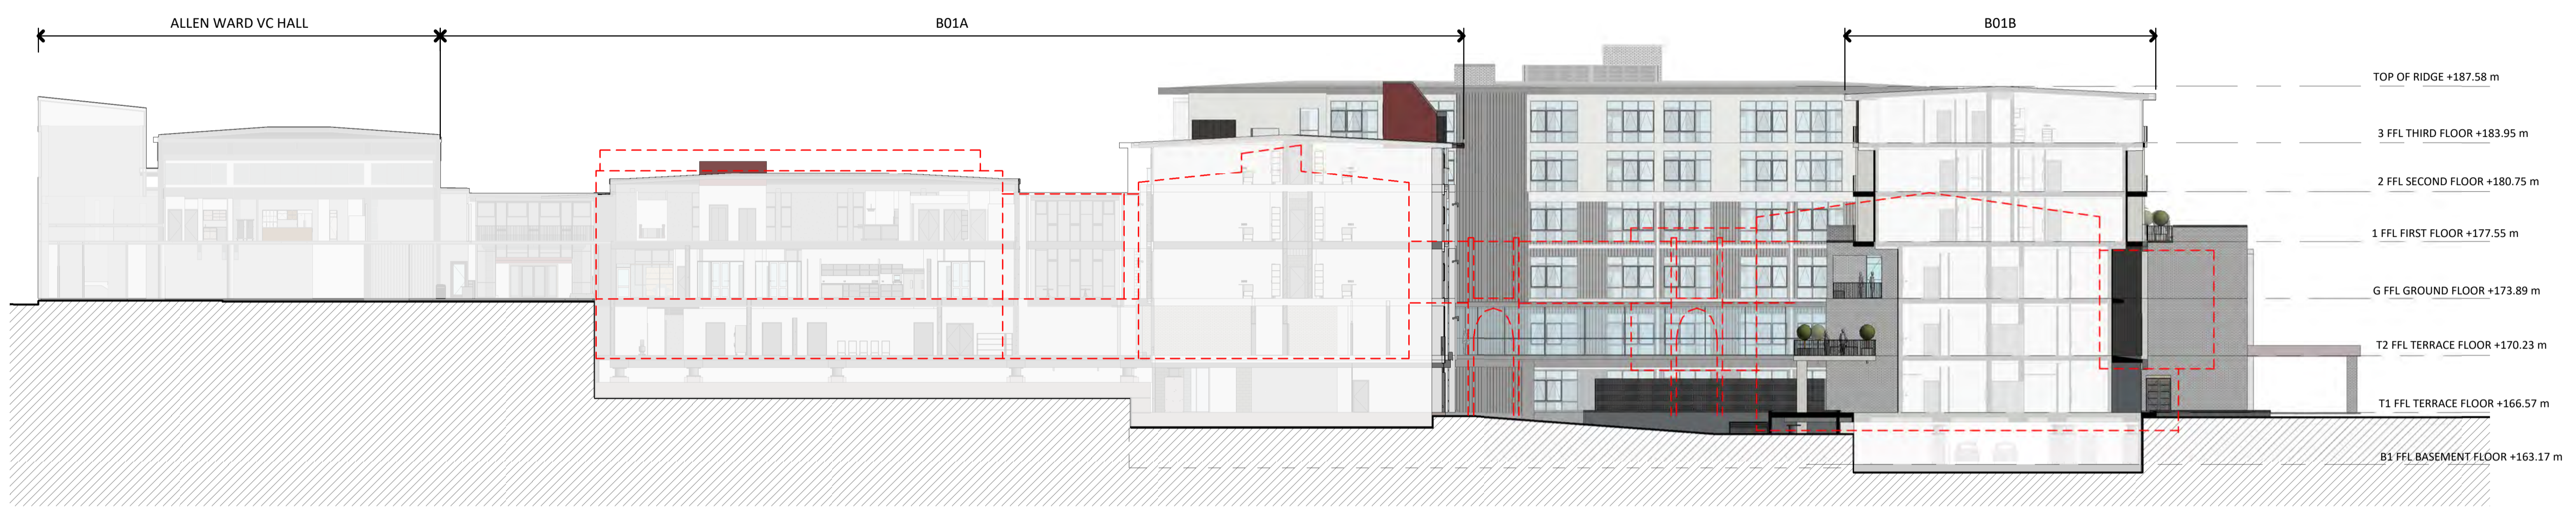 ALLEN WARD VC HALL
B01A
B01B
TOP OF RIDGE +187.58 m
3 FFL THIRD FLOOR +183.95 m
2 FFL SECOND FLOOR +180.75 m
1 FFL FIRST FLOOR +177.55 m
G FFL GROUND FLOOR +173.89 m
T2 FFL TERRACE FLOOR +170.23 m
T1 FFL TERRACE FLOOR +166.57 m
B1 FFL BASEMENT FLOOR +163.17 m